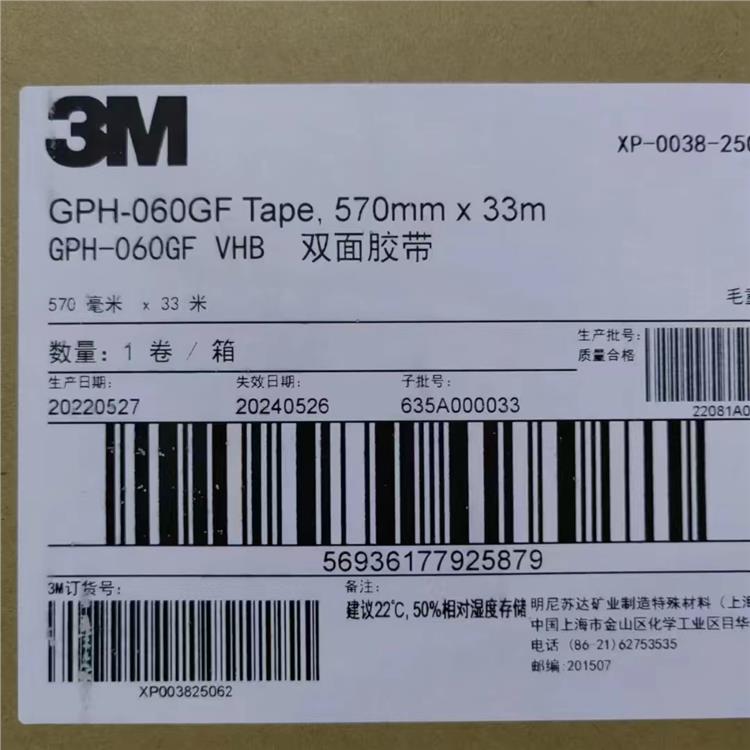 3M
XP-0038-250
GPH-060GF Tape, 570mm x 33m
GPH-060GF VHB 双面胶带
570 毫米 x 33 米
毛重
数量: 1 卷 / 箱
生产批号:
质量合格
22081A0
生产日期:
失效日期:
子批号:
20220527
20240526
635A000033
56936177925879
3M订货号:
备注:
建议22℃, 50%相对湿度存储
明尼苏达矿业制造特殊材料 (上海
中国上海市金山区化学工业区目华
电话 (86-21)62753535
邮编:201507
XP003825062